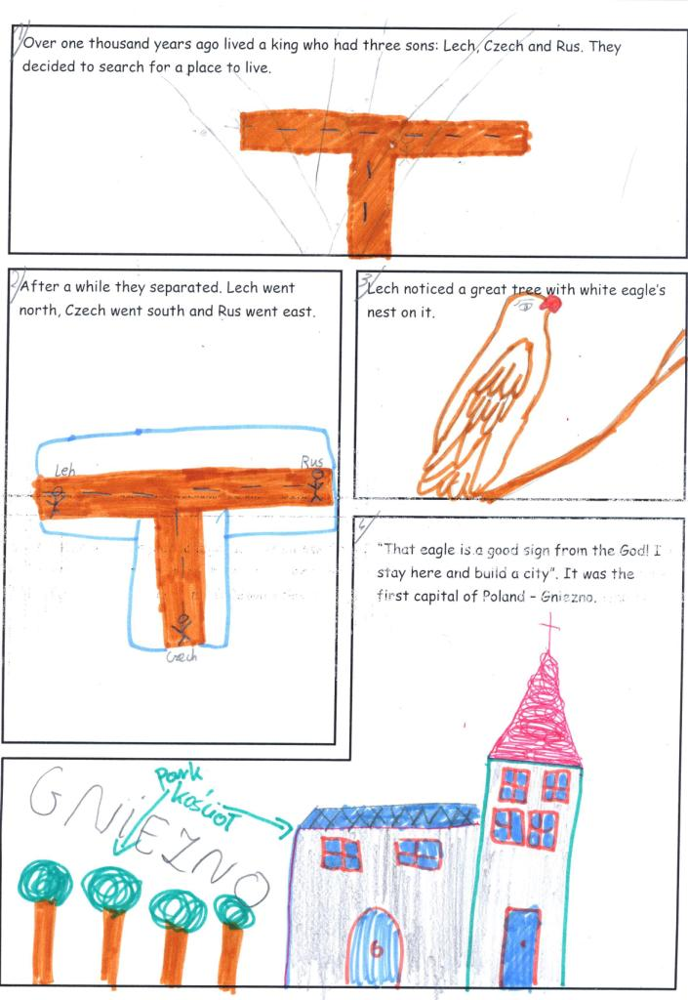 1/
Over one thousand years ago lived a king who had three sons: Lech, Czech and Rus. They
decided to search for a place to live.
2/
After a while they separated. Lech went
north, Czech went south and Rus went east.
Leh
Rus
Czech
3/
Lech noticed a great tree with white eagle's
nest on it.
4/
"That eagle is a good sign from the God! I
stay here and build a city". It was the
first capital of Poland – Gniezno.
GNIEZNO
Park
kościoł
6